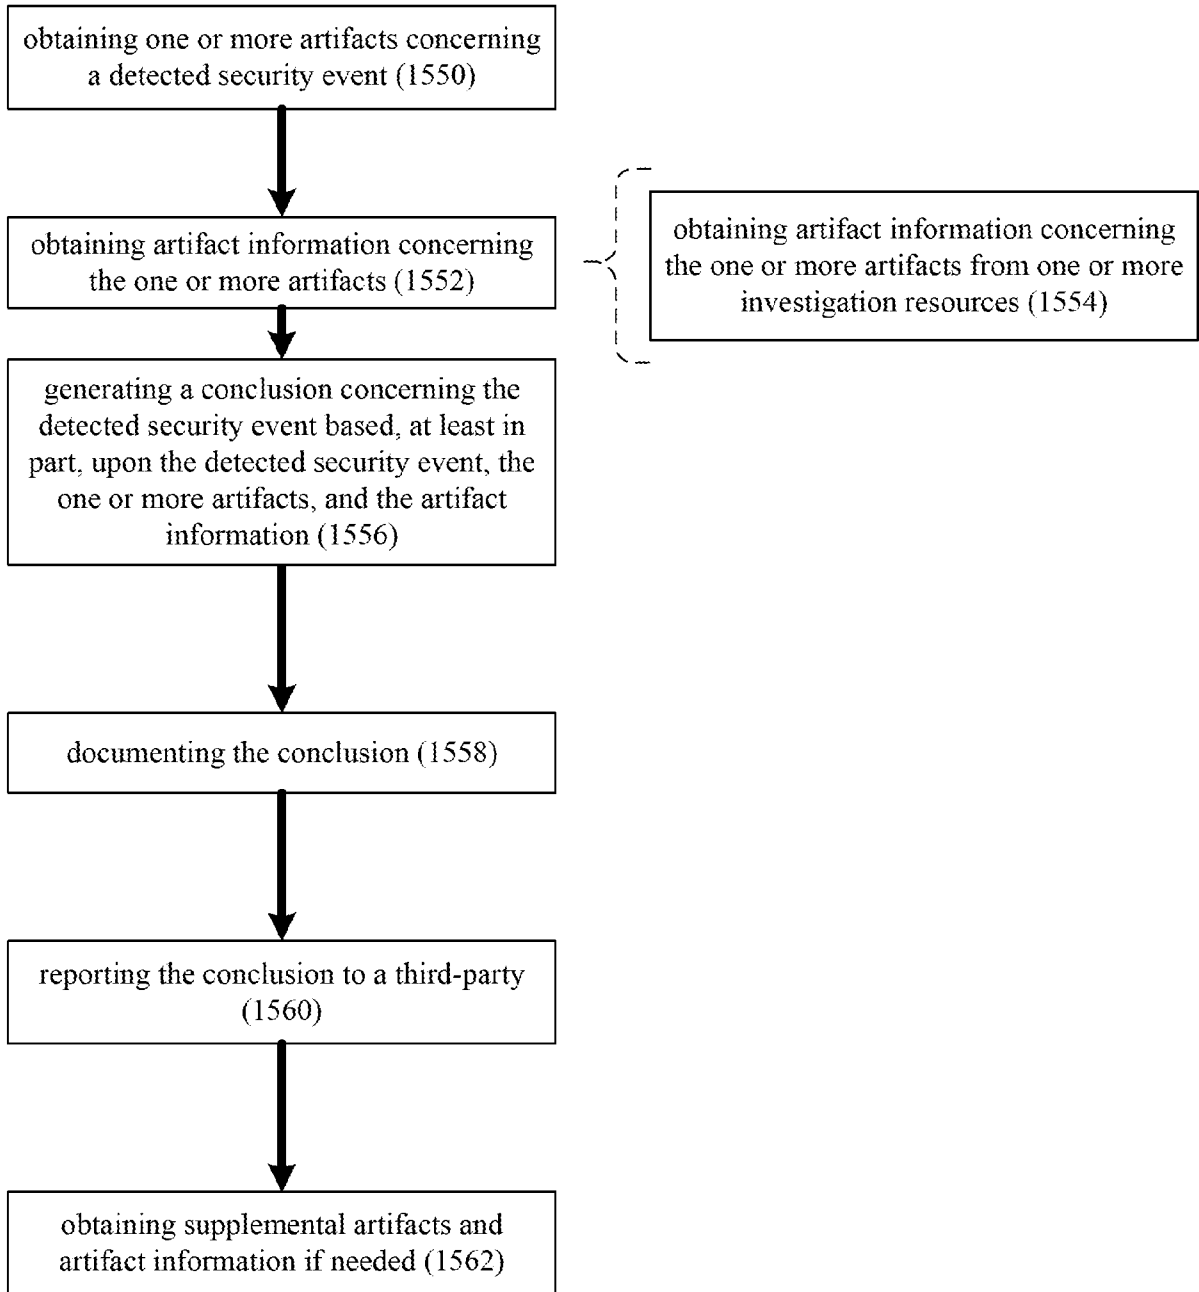 obtaining one or more artifacts concerning
a detected security event (1550)
obtaining artifact information concerning
the one or more artifacts (1552)
obtaining artifact information concerning
the one or more artifacts from one or more
investigation resources (1554)
generating a conclusion concerning the
detected security event based, at least in
part, upon the detected security event, the
one or more artifacts, and the artifact
information (1556)
documenting the conclusion (1558)
reporting the conclusion to a third-party
(1560)
obtaining supplemental artifacts and
artifact information if needed (1562)